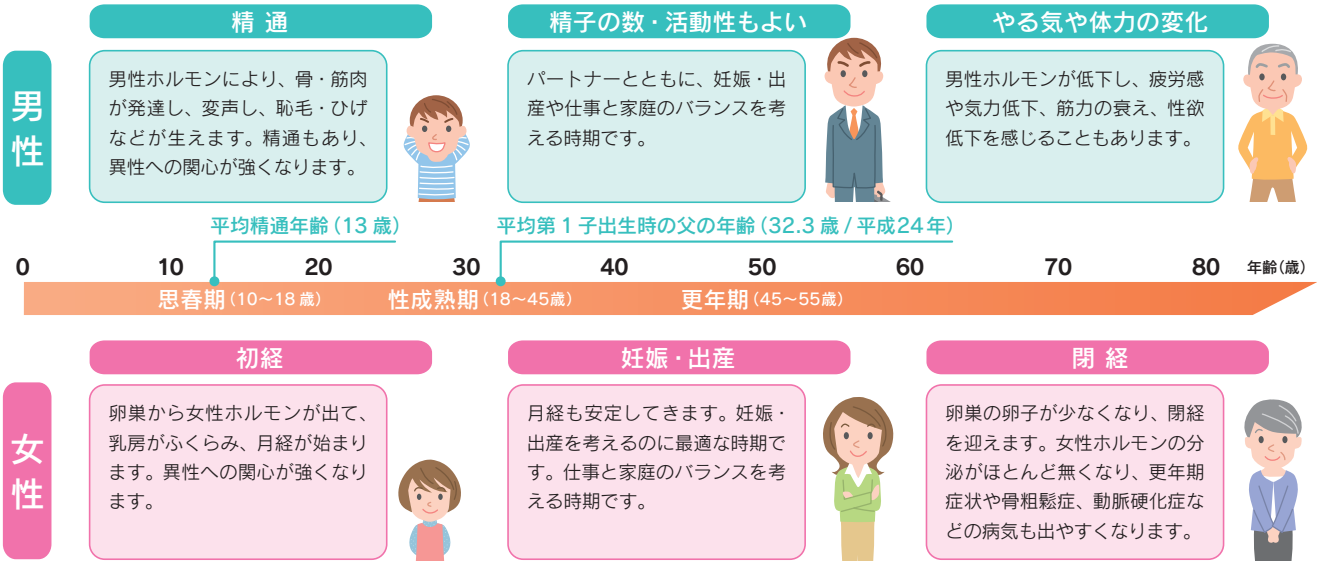 男性
精通
男性ホルモンにより、骨・筋肉
が発達し、変声し、恥毛・ひげ
などが生えます。精通もあり、
異性への関心が強くなります。
精子の数・活動性もよい
パートナーとともに、妊娠・出
産や仕事と家庭のバランスを考
える時期です。
やる気や体力の変化
男性ホルモンが低下し、疲労感
や気力低下、筋力の衰え、性欲
低下を感じることもあります。
平均精通年齢（13 歳）
平均第 1 子出生時の父の年齢（32.3 歳 / 平成24 年）
0 10 20 30 40 50 60 70 80 年齢（歳）
思春期（10〜18 歳） 性成熟期（18〜45歳） 更年期（45〜55歳）
女性
初経
卵巣から女性ホルモンが出て、
乳房がふくらみ、月経が始まり
ます。異性への関心が強くなり
ます。
妊娠・出産
月経も安定してきます。妊娠・
出産を考えるのに最適な時期で
す。仕事と家庭のバランスを考
える時期です。
閉経
卵巣の卵子が少なくなり、閉経
を迎えます。女性ホルモンの分
泌がほとんど無くなり、更年期
症状や骨粗鬆症、動脈硬化症な
どの病気も出やすくなります。